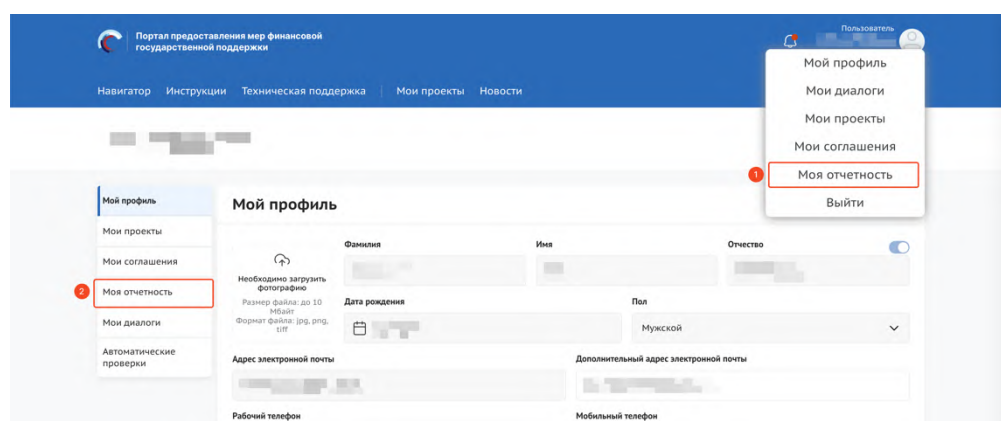 Портал предоставления мер финансовой
государственной поддержки
Пользователь
Навигатор Инструкции Техническая поддержка Мои проекты Новости
Мой профиль
Мои диалоги
Мои проекты
Мои соглашения
1 Моя отчетность
Выйти
Мой профиль
Мои проекты
Мои соглашения
2 Моя отчетность
Мои диалоги
Автоматические
проверки
Мой профиль
Необходимо загрузить
фотографию
Размер файла: до 10
Мбайт
Формат файла: jpg, png,
tiff
Фамилия
Имя
Отчество
Дата рождения
Пол
Мужской
Адрес электронной почты
Дополнительный адрес электронной почты
Рабочий телефон
Мобильный телефон